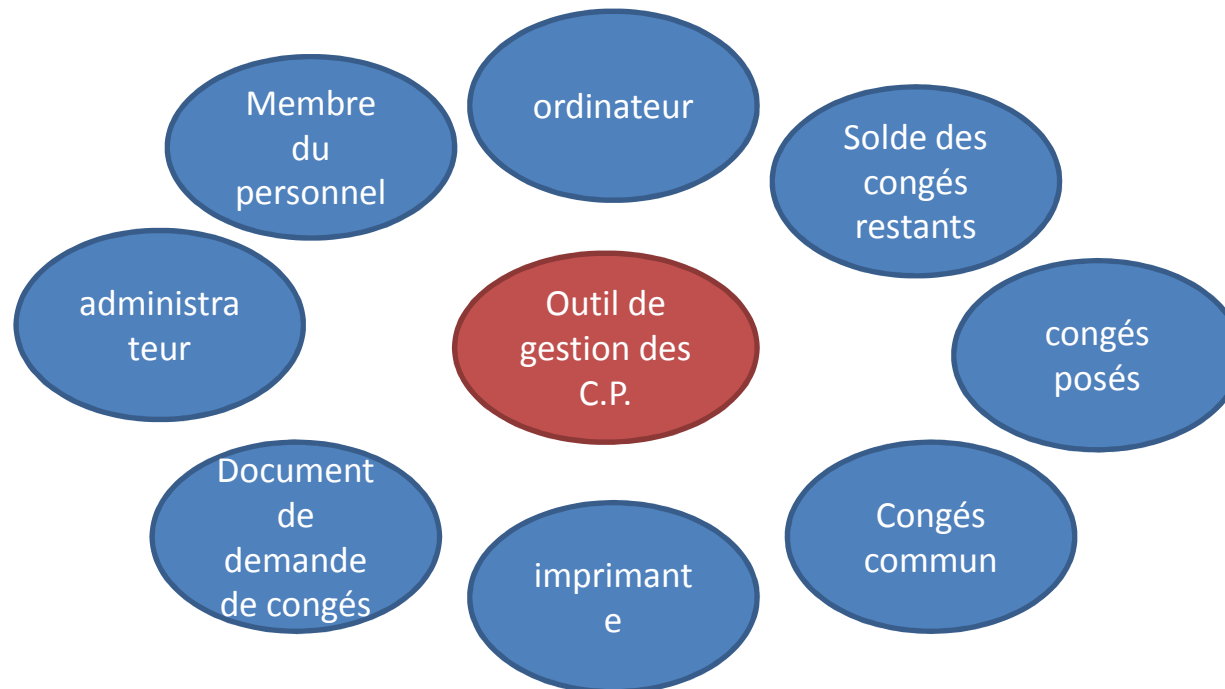 ordinateur
Membre
du
personnel
Solde des
congés
restants
administra
teur
Outil de
gestion des
C.P.
congés
posés
Document
de
demande
de congés
imprimant
e
Congés
commun